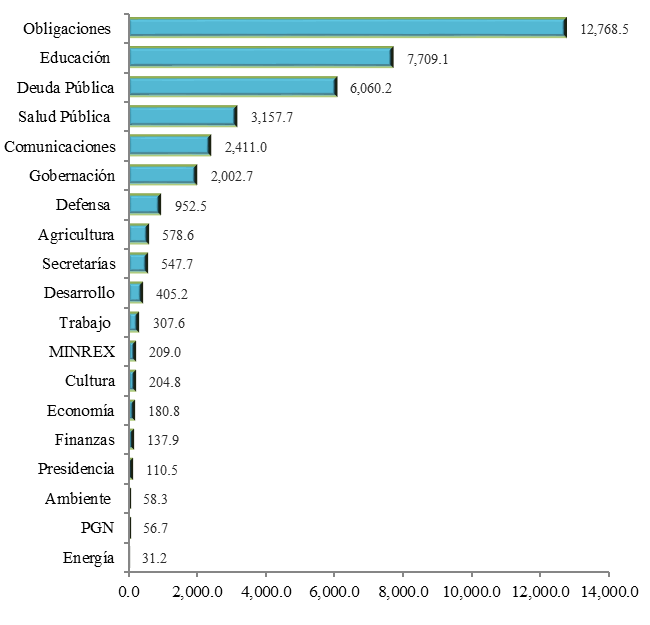 Obligaciones 12,768.5
Educación 7,709.1
Deuda Pública 6,060.2
Salud Pública 3,157.7
Comunicaciones 2,411.0
Gobernación 2,002.7
Defensa 952.5
Agricultura 578.6
Secretarías 547.7
Desarrollo 405.2
Trabajo 307.6
MINREX 209.0
Cultura 204.8
Economía 180.8
Finanzas 137.9
Presidencia 110.5
Ambiente 58.3
PGN 56.7
Energía 31.2
0.0 2,000.0 4,000.0 6,000.0 8,000.0 10,000.0 12,000.0 14,000.0